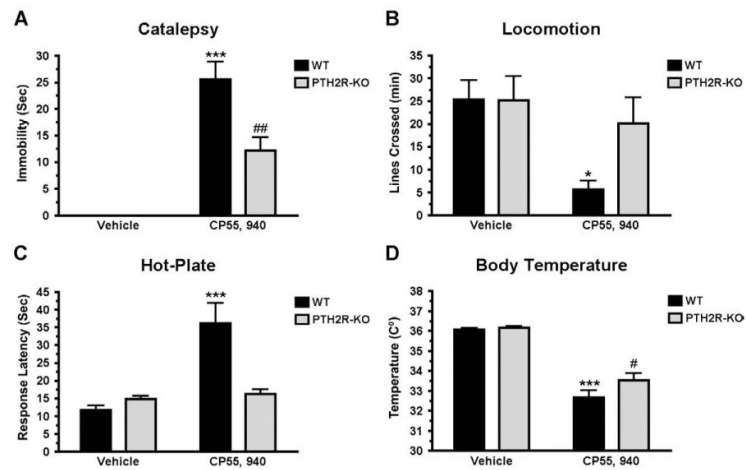 A
Catalepsy
Immobility (Sec)
30
25
20
15
10
5
0
***
##
Vehicle
CP55, 940
WT
PTH2R-KO
B
Locomotion
Lines Crossed (min)
35
30
25
20
15
10
5
0
*
Vehicle
CP55, 940
WT
PTH2R-KO
C
Hot-Plate
Response Latency (Sec)
45
40
35
30
25
20
15
10
5
0
***
Vehicle
CP55, 940
WT
PTH2R-KO
D
Body Temperature
Temperature (C°)
38
37
36
35
34
33
32
31
30
***
#
Vehicle
CP55, 940
WT
PTH2R-KO